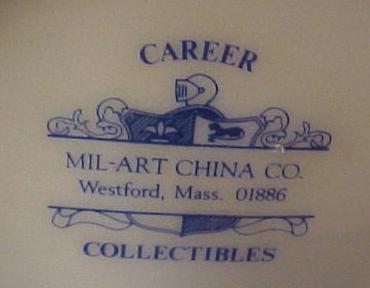 CAREER
MIL-ART CHINA CO.
Westford, Mass. 01886
COLLECTIBLES